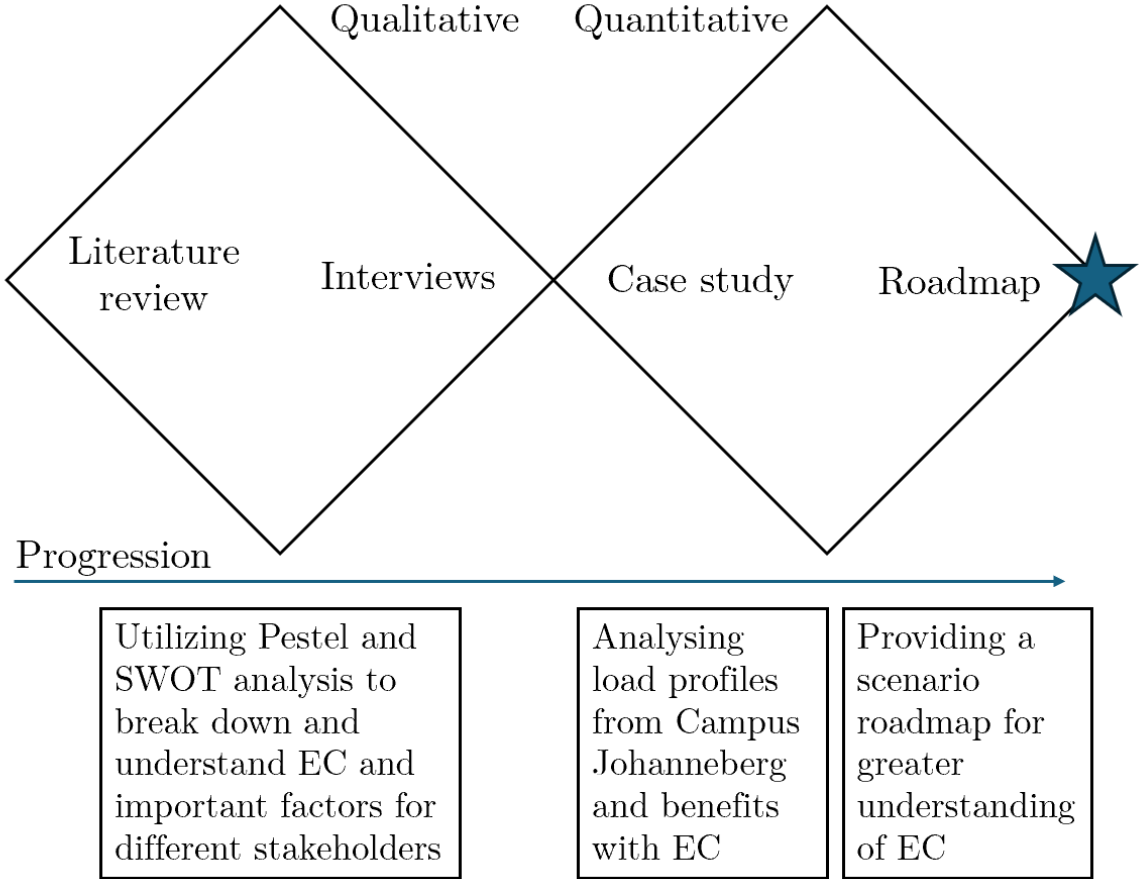 Qualitative
Quantitative
Literature
review
Interviews
Case study
Roadmap
Progression
Utilizing Pestel and
SWOT analysis to
break down and
understand EC and
important factors for
different stakeholders
Analysing
load profiles
from Campus
Johanneberg
and benefits
with EC
Providing a
scenario
roadmap for
greater
understanding
of EC